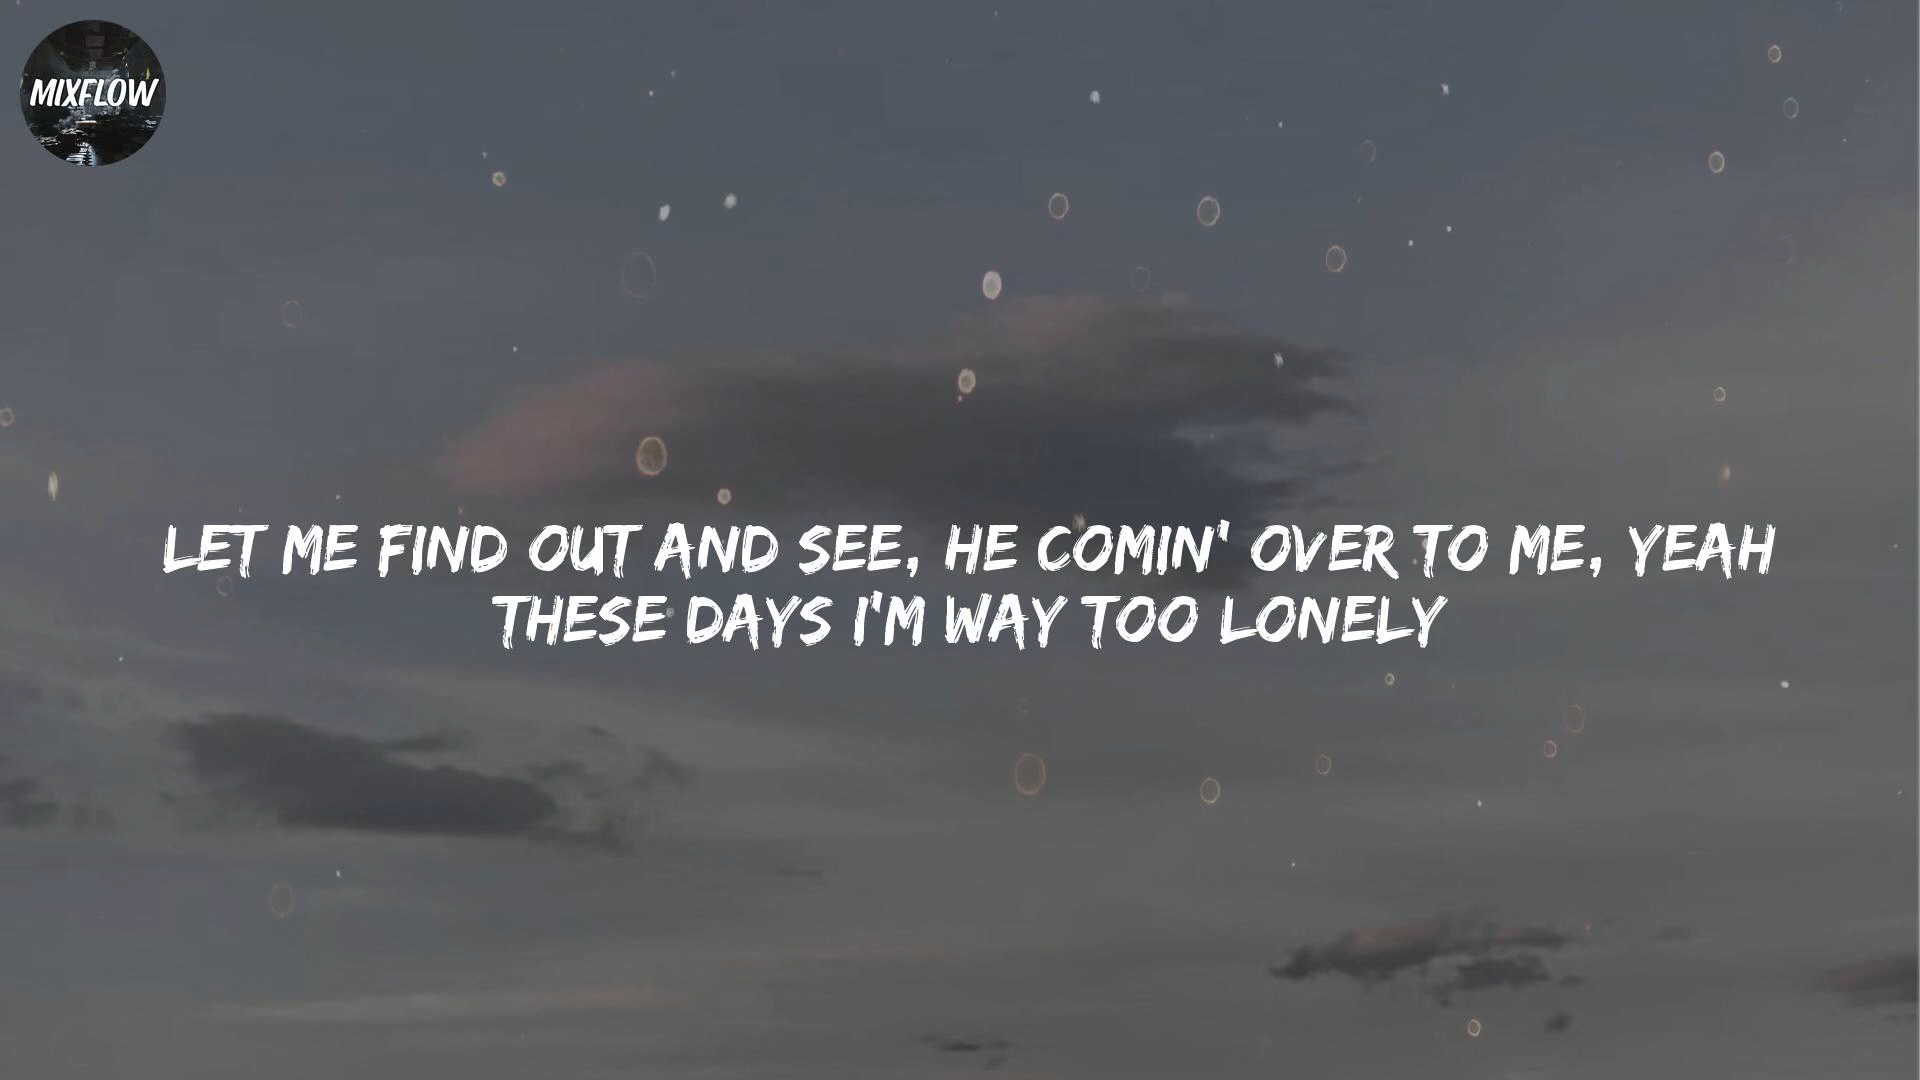 MIXFLOW
LET ME FIND OUT AND SEE, HE COMIN' OVER TO ME, YEAH
THESE DAYS I'M WAY TOO LONELY